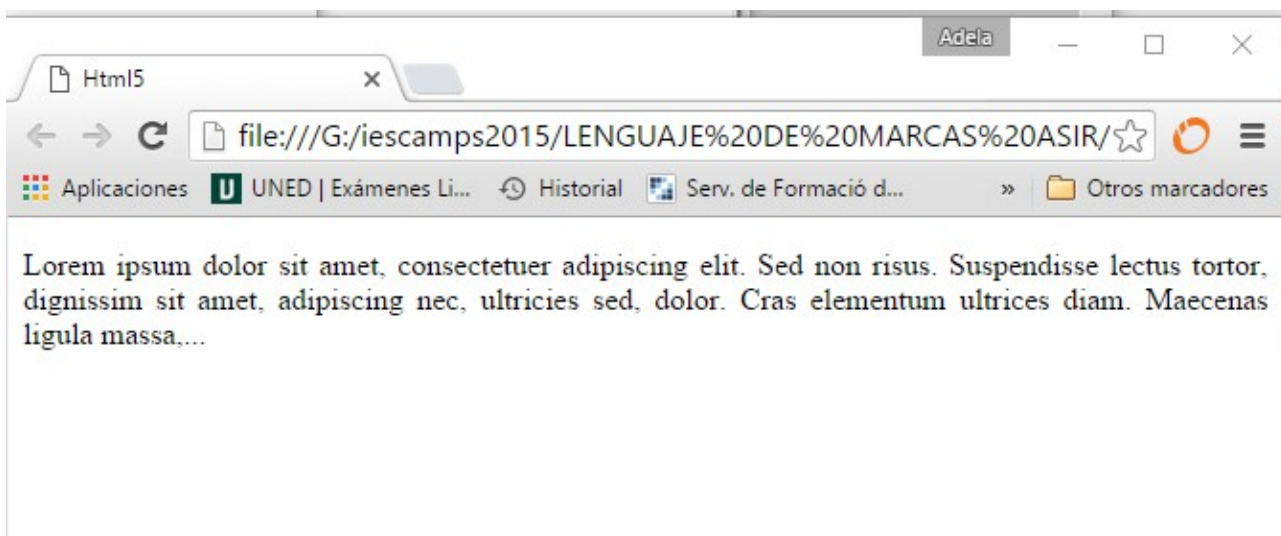 Adela
Html5
file:///G:/iescamps2015/LENGUAJE%20DE%20MARCAS%20ASIR/
Aplicaciones UNED | Exámenes Li... Historial Serv. de Formació d... » Otros marcadores
Lorem ipsum dolor sit amet, consectetuer adipiscing elit. Sed non risus. Suspendisse lectus tortor,
dignissim sit amet, adipiscing nec, ultricies sed, dolor. Cras elementum ultrices diam. Maecenas
ligula massa,...